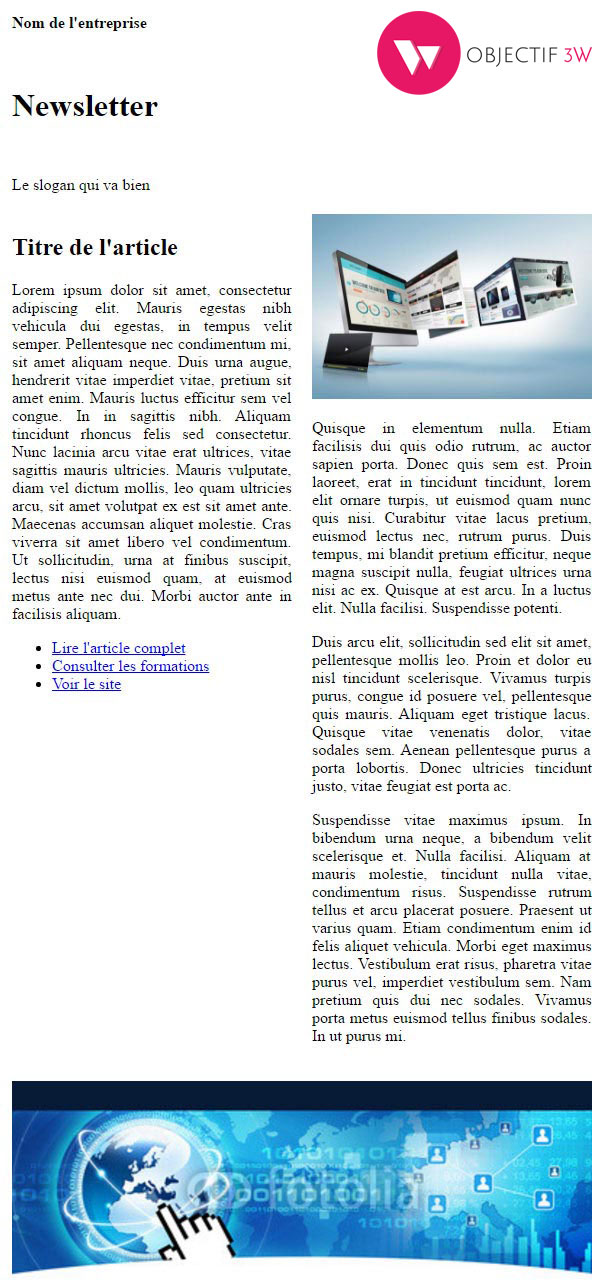 Nom de l'entreprise
OBJECTIF 3W
Newsletter
Le slogan qui va bien
Titre de l'article
Lorem ipsum dolor sit amet, consectetur
adipiscing elit. Mauris egestas nibh
vehicula dui egestas, in tempus velit
semper. Pellentesque nec condimentum mi,
sit amet aliquam neque. Duis urna augue,
hendrerit vitae imperdiet vitae, pretium sit
amet enim. Mauris luctus efficitur sem vel
congue. In in sagittis nibh. Aliquam
tincidunt rhoncus felis sed consectetur.
Nunc lacinia arcu vitae erat ultrices, vitae
sagittis mauris ultricies. Mauris vulputate,
diam vel dictum mollis, leo quam ultricies
arcu, sit amet volutpat ex est sit amet ante.
Maecenas accumsan aliquet molestie. Cras
viverra sit amet libero vel condimentum.
Ut sollicitudin, urna at finibus suscipit,
lectus nisi euismod quam, at euismod
metus ante nec dui. Morbi auctor ante in
facilisis aliquam.
Lire l'article complet
Consulter les formations
Voir le site
Quisque in elementum nulla. Etiam
facilisis dui quis odio rutrum, ac auctor
sapien porta. Donec quis sem est. Proin
laoreet, erat in tincidunt tincidunt, lorem
elit ornare turpis, ut euismod quam nunc
quis nisi. Curabitur vitae lacus pretium,
euismod lectus nec, rutrum purus. Duis
tempus, mi blandit pretium efficitur, neque
magna suscipit nulla, feugiat ultrices urna
nisi ac ex. Quisque at est arcu. In a luctus
elit. Nulla facilisi. Suspendisse potenti.
Duis arcu elit, sollicitudin sed elit sit amet,
pellentesque mollis leo. Proin et dolor eu
nisl tincidunt scelerisque. Vivamus turpis
purus, congue id posuere vel, pellentesque
quis mauris. Aliquam eget tristique lacus.
Quisque vitae venenatis dolor, vitae
sodales sem. Aenean pellentesque purus a
porta lobortis. Donec ultricies tincidunt
justo, vitae feugiat est porta ac.
Suspendisse vitae maximus ipsum. In
bibendum urna neque, a bibendum velit
scelerisque et. Nulla facilisi. Aliquam at
mauris molestie, tincidunt nulla vitae,
condimentum risus. Suspendisse rutrum
tellus et arcu placerat posuere. Praesent ut
varius quam. Etiam condimentum enim id
felis aliquet vehicula. Morbi eget maximus
lectus. Vestibulum erat risus, pharetra vitae
purus vel, imperdiet vestibulum sem. Nam
pretium quis dui nec sodales. Vivamus
porta metus euismod tellus finibus sodales.
In ut purus mi.